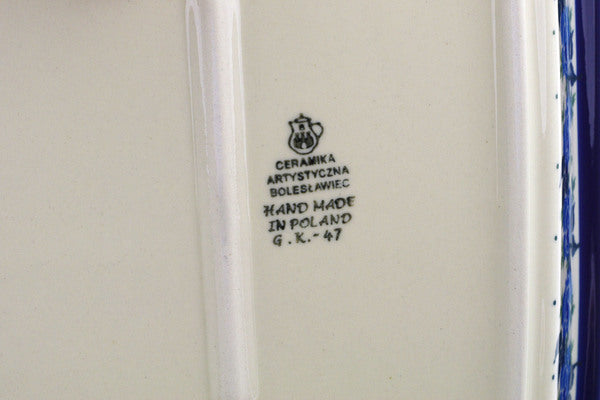 CERAMIKA
ARTYSTYCZNA
BOLESŁAWIEC
HAND MADE
IN POLAND
G.K.-47